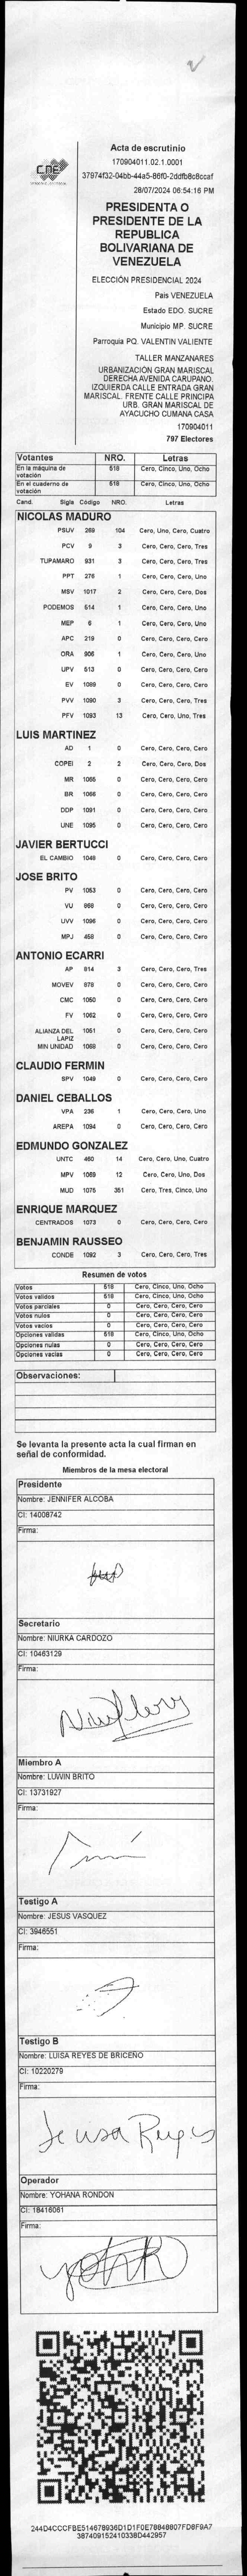 CNE
Acta de escrutinio
170904011.02.1.0001
37974f32-04bb-44a5-86f0-2ddfb8c8ccaf
28/07/2024 06:54:16 PM
PRESIDENTA O
PRESIDENTE DE LA
REPUBLICA
BOLIVARIANA DE
VENEZUELA
ELECCIÓN PRESIDENCIAL 2024
Pais VENEZUELA
Estado EDO. SUCRE
Municipio MP. SUCRE
Parroquia PQ. VALENTIN VALIENTE
TALLER MANZANARES
URBANIZACIÓN GRAN MARISCAL
DERECHA AVENIDA CARUPANO.
IZQUIERDA CALLE ENTRADA GRAN
MARISCAL. FRENTE CALLE PRINCIPA
URB. GRAN MARISCAL DE
AYACUCHO CUMANA CASA
170904011
797 Electores
Votantes NRO. Letras
En la máquina de votación 518 Cero, Cinco, Uno, Ocho
En el cuaderno de votación 518 Cero, Cinco, Uno, Ocho
Cand. Sigla Código NRO. Letras
NICOLAS MADURO
PSUV 269 104 Cero, Uno, Cero, Cuatro
PCV 9 3 Cero, Cero, Cero, Tres
TUPAMARO 931 3 Cero, Cero, Cero, Tres
PPT 276 1 Cero, Cero, Cero, Uno
MSV 1017 2 Cero, Cero, Cero, Dos
PODEMOS 514 1 Cero, Cero, Cero, Uno
MEP 6 1 Cero, Cero, Cero, Uno
APC 219 0 Cero, Cero, Cero, Cero
ORA 906 1 Cero, Cero, Cero, Uno
UPV 513 0 Cero, Cero, Cero, Cero
EV 1089 0 Cero, Cero, Cero, Cero
PVV 1090 3 Cero, Cero, Cero, Tres
PFV 1093 13 Cero, Cero, Uno, Tres
LUIS MARTINEZ
AD 1 0 Cero, Cero, Cero, Cero
COPEI 2 2 Cero, Cero, Cero, Dos
MR 1065 0 Cero, Cero, Cero, Cero
BR 1066 0 Cero, Cero, Cero, Cero
DDP 1091 0 Cero, Cero, Cero, Cero
UNE 1095 0 Cero, Cero, Cero, Cero
JAVIER BERTUCCI
EL CAMBIO 1048 0 Cero, Cero, Cero, Cero
JOSE BRITO
PV 1053 0 Cero, Cero, Cero, Cero
VU 868 0 Cero, Cero, Cero, Cero
UVV 1096 0 Cero, Cero, Cero, Cero
MPJ 458 0 Cero, Cero, Cero, Cero
ANTONIO ECARRI
AP 814 3 Cero, Cero, Cero, Tres
MOVEV 879 0 Cero, Cero, Cero, Cero
CMC 1050 0 Cero, Cero, Cero, Cero
FV 1062 0 Cero, Cero, Cero, Cero
ALIANZA DEL LAPIZ 1051 0 Cero, Cero, Cero, Cero
MIN UNIDAD 1068 0 Cero, Cero, Cero, Cero
CLAUDIO FERMIN
SPV 1049 0 Cero, Cero, Cero, Cero
DANIEL CEBALLOS
VPA 236 1 Cero, Cero, Cero, Uno
AREPA 1094 0 Cero, Cero, Cero, Cero
EDMUNDO GONZALEZ
UNTC 460 14 Cero, Cero, Uno, Cuatro
MPV 1069 12 Cero, Cero, Uno, Dos
MUD 1075 351 Cero, Tres, Cinco, Uno
ENRIQUE MARQUEZ
CENTRADOS 1073 0 Cero, Cero, Cero, Cero
BENJAMIN RAUSSEO
CONDE 1092 3 Cero, Cero, Cero, Tres
Resumen de votos
Votos 518 Cero, Cinco, Uno, Ocho
Votos validos 518 Cero, Cinco, Uno, Ocho
Votos parciales 0 Cero, Cero, Cero, Cero
Votos nulos 0 Cero, Cero, Cero, Cero
Votos vacios 0 Cero, Cero, Cero, Cero
Opciones validas 518 Cero, Cinco, Uno, Ocho
Opciones nulas 0 Cero, Cero, Cero, Cero
Opciones vacias 0 Cero, Cero, Cero, Cero
Observaciones:
Se levanta la presente acta la cual firman en
señal de conformidad.
Miembros de la mesa electoral
Presidente
Nombre: JENNIFER ALCOBA
CI: 14008742
Firma:
Secretario
Nombre: NIURKA CARDOZO
CI: 10463129
Firma:
Miembro A
Nombre: LUWIN BRITO
CI: 13731927
Firma:
Testigo A
Nombre: JESUS VASQUEZ
CI: 3946551
Firma:
Testigo B
Nombre: LUISA REYES DE BRICEÑO
CI: 10220279
Firma:
Operador
Nombre: YOHANA RONDON
CI: 18416061
Firma:
244D4CCCFBE514678936D1D1F0E78848807FD8F9A7
387409152410338D442957